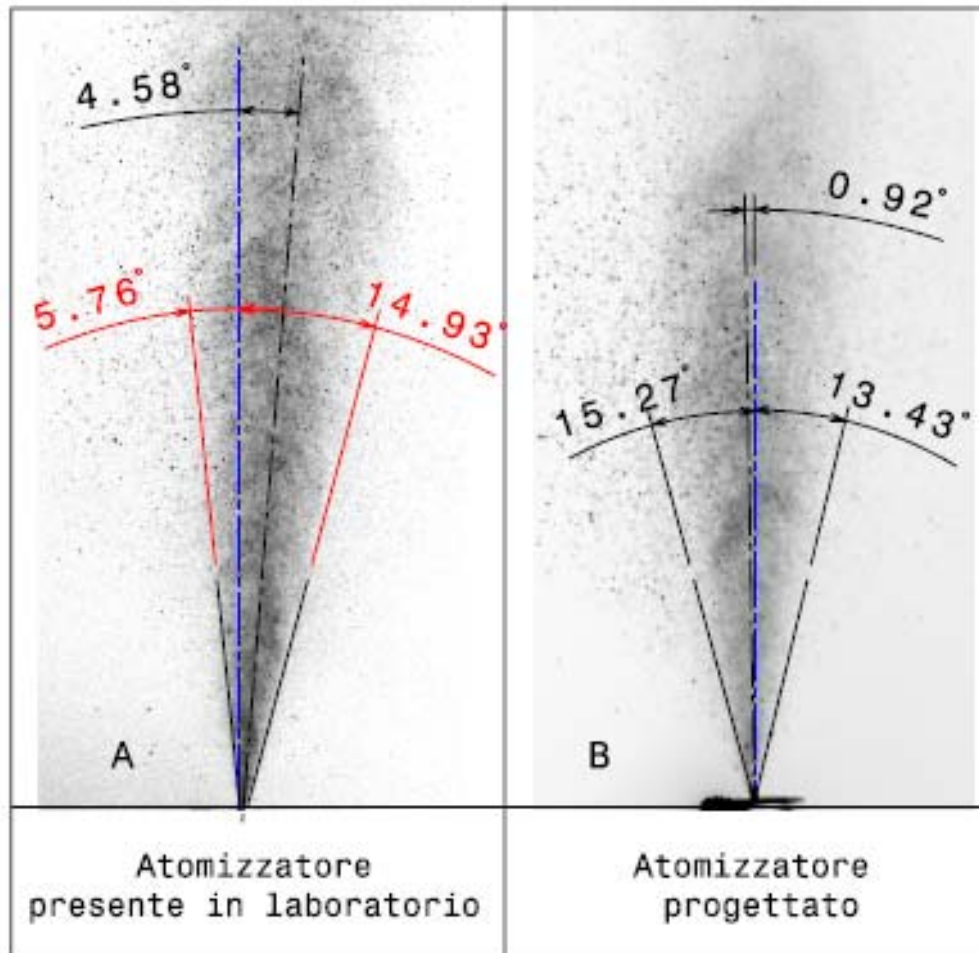 4.58°
5.76°
14.93°
A
0.92°
15.27°
13.43°
B
Atomizzatore
presente in laboratorio
Atomizzatore
progettato